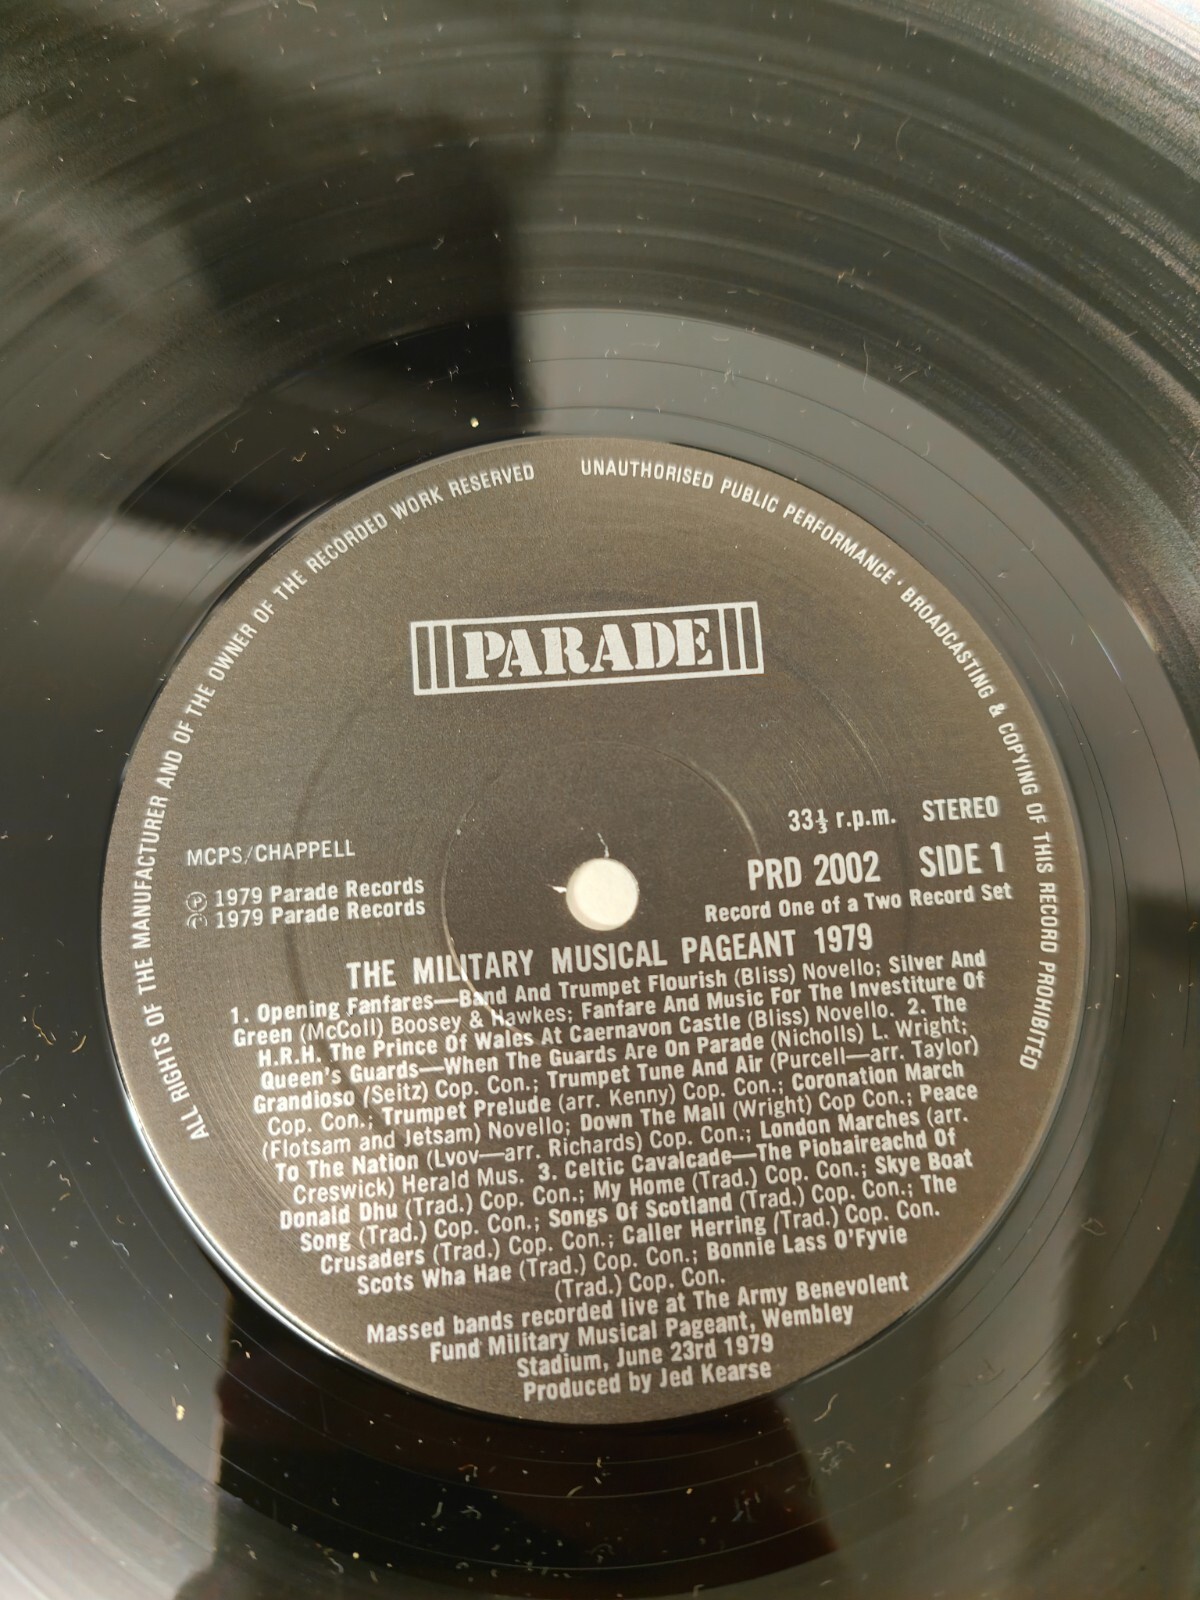 ALL RIGHTS OF THE MANUFACTURER AND OF THE OWNER OF THE RECORDED WORK RESERVED
UNAUTHORISED PUBLIC PERFORMANCE · BROADCASTING & COPYING OF THIS RECORD PROHIBITED
PARADE
33⅓ r.p.m. STEREO
MCPS/CHAPPELL
PRD 2002 SIDE 1
℗ 1979 Parade Records
© 1979 Parade Records
Record One of a Two Record Set
THE MILITARY MUSICAL PAGEANT 1979
1. Opening Fanfares—Band And Trumpet Flourish (Bliss) Novello; Silver And
Green (McColl) Boosey & Hawkes; Fanfare And Music For The Investiture Of
H.R.H. The Prince Of Wales At Caernavon Castle (Bliss) Novello. 2. The
Queen's Guards—When The Guards Are On Parade (Nicholls) L. Wright;
Grandioso (Seitz) Cop. Con.; Trumpet Tune And Air (Purcell—arr. Taylor)
Cop. Con.; Trumpet Prelude (arr. Kenny) Cop. Con.; Coronation March
(Flotsam and Jetsam) Novello; Down The Mall (Wright) Cop Con.; Peace
To The Nation (Lvov—arr. Richards) Cop. Con.; London Marches (arr.
Creswick) Herald Mus. 3. Celtic Cavalcade—The Piobaireachd Of
Donald Dhu (Trad.) Cop. Con.; My Home (Trad.) Cop. Con.; Skye Boat
Song (Trad.) Cop. Con.; Songs Of Scotland (Trad.) Cop. Con.; The
Crusaders (Trad.) Cop. Con.; Caller Herring (Trad.) Cop. Con.
Scots Wha Hae (Trad.) Cop. Con.; Bonnie Lass O'Fyvie
(Trad.) Cop. Con.
Massed bands recorded live at The Army Benevolent
Fund Military Musical Pageant, Wembley
Stadium, June 23rd 1979
Produced by Jed Kearse